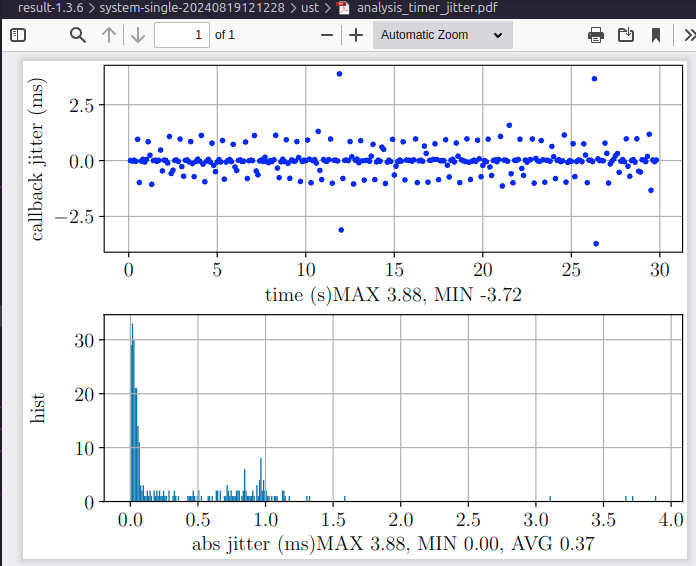 result-1.3.6 > system-single-20240819121228 > ust > analysis_timer_jitter.pdf
1 of 1 Automatic Zoom
callback jitter (ms)
2.5
0.0
−2.5
0 5 10 15 20 25 30
time (s)MAX 3.88, MIN -3.72
hist
30
20
10
0
0.0 0.5 1.0 1.5 2.0 2.5 3.0 3.5 4.0
abs jitter (ms)MAX 3.88, MIN 0.00, AVG 0.37